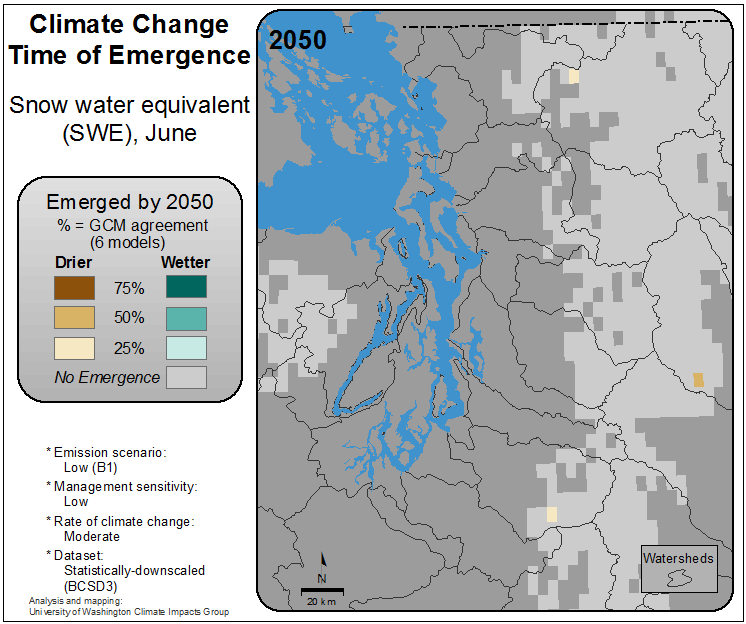 Climate Change
Time of Emergence
Snow water equivalent
(SWE), June
Emerged by 2050
% = GCM agreement
(6 models)
Drier Wetter
75%
50%
25%
No Emergence
* Emission scenario:
Low (B1)
* Management sensitivity:
Low
* Rate of climate change:
Moderate
* Dataset:
Statistically-downscaled
(BCSD3)
Analysis and mapping:
University of Washington Climate Impacts Group
2050
N
20 km
Watersheds